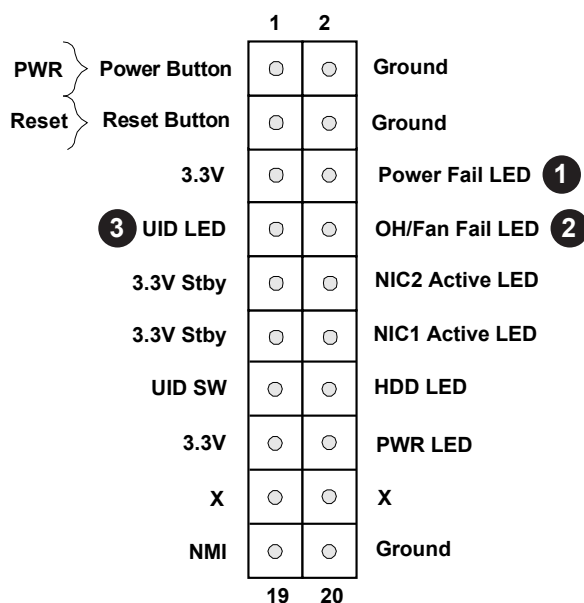 1 2
PWR Power Button Ground
Reset Reset Button Ground
3.3V Power Fail LED 1
3 UID LED OH/Fan Fail LED 2
3.3V Stby NIC2 Active LED
3.3V Stby NIC1 Active LED
UID SW HDD LED
3.3V PWR LED
X X
NMI Ground
19 20